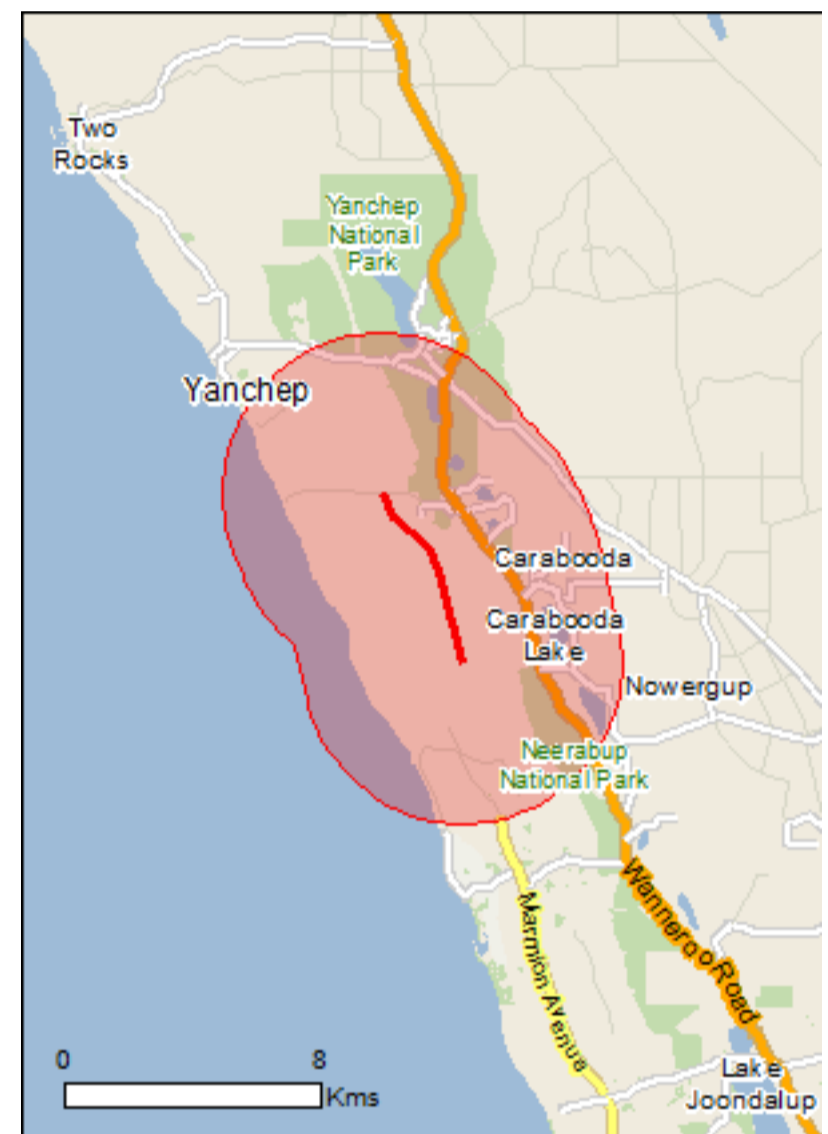 Two
Rocks
Yanchep
National
Park
Yanchep
Carabooda
Carabooda
Lake
Nowergup
Neerabup
National Park
Wanneroo Road
Marmion Avenue
0 8
Kms
Lake
Joondalup